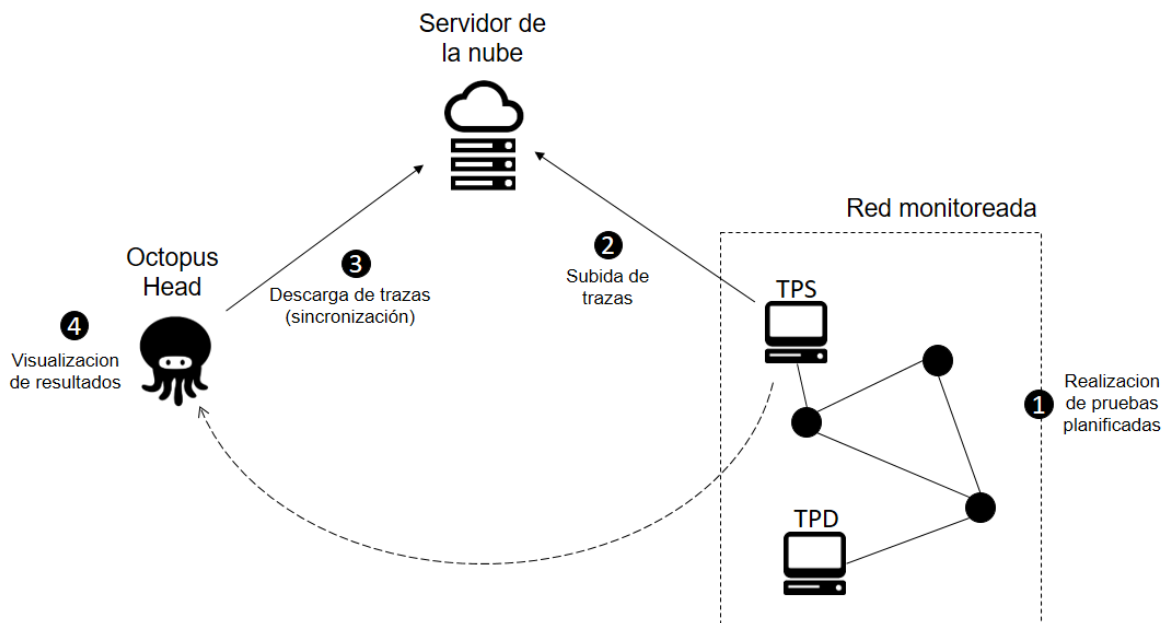 Servidor de
la nube
Red monitoreada
2
Subida de
trazas
TPS
Octopus
Head
3
Descarga de trazas
(sincronización)
4
Visualizacion
de resultados
1
Realizacion
de pruebas
planificadas
TPD